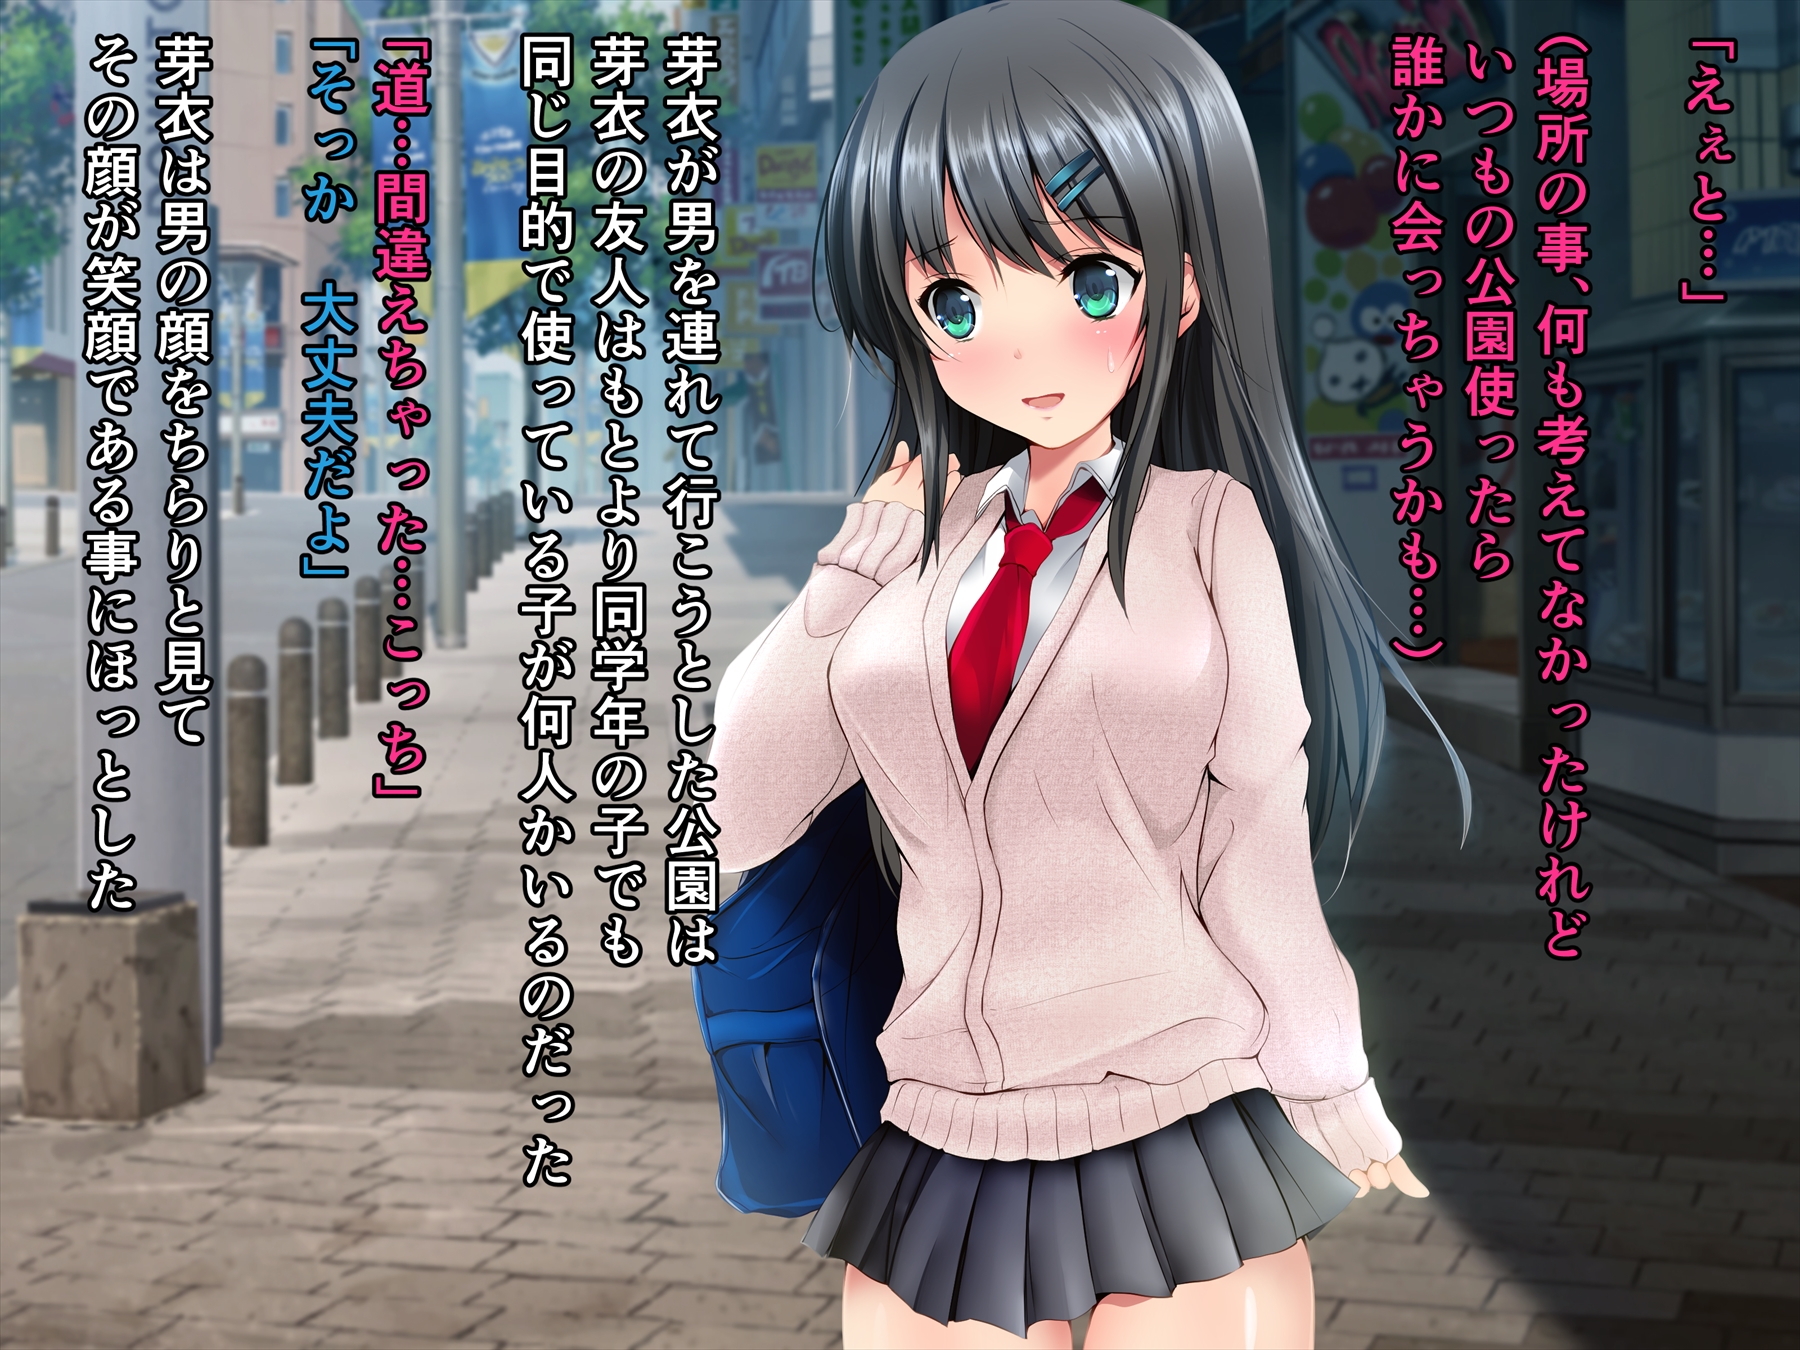 「えぇと…」
(場所の事、何も考えてなかったけれど
いつもの公園使ったら
誰かに会っちゃうかも…)
芽衣が男を連れて行こうとした公園は
芽衣の友人はもとより同学年の子でも
同じ目的で使っている子が何人かいるのだった
「道…間違えちゃった…こっち」
「そっか 大丈夫だよ」
芽衣は男の顔をちらりと見て
その顔が笑顔である事にほっとした